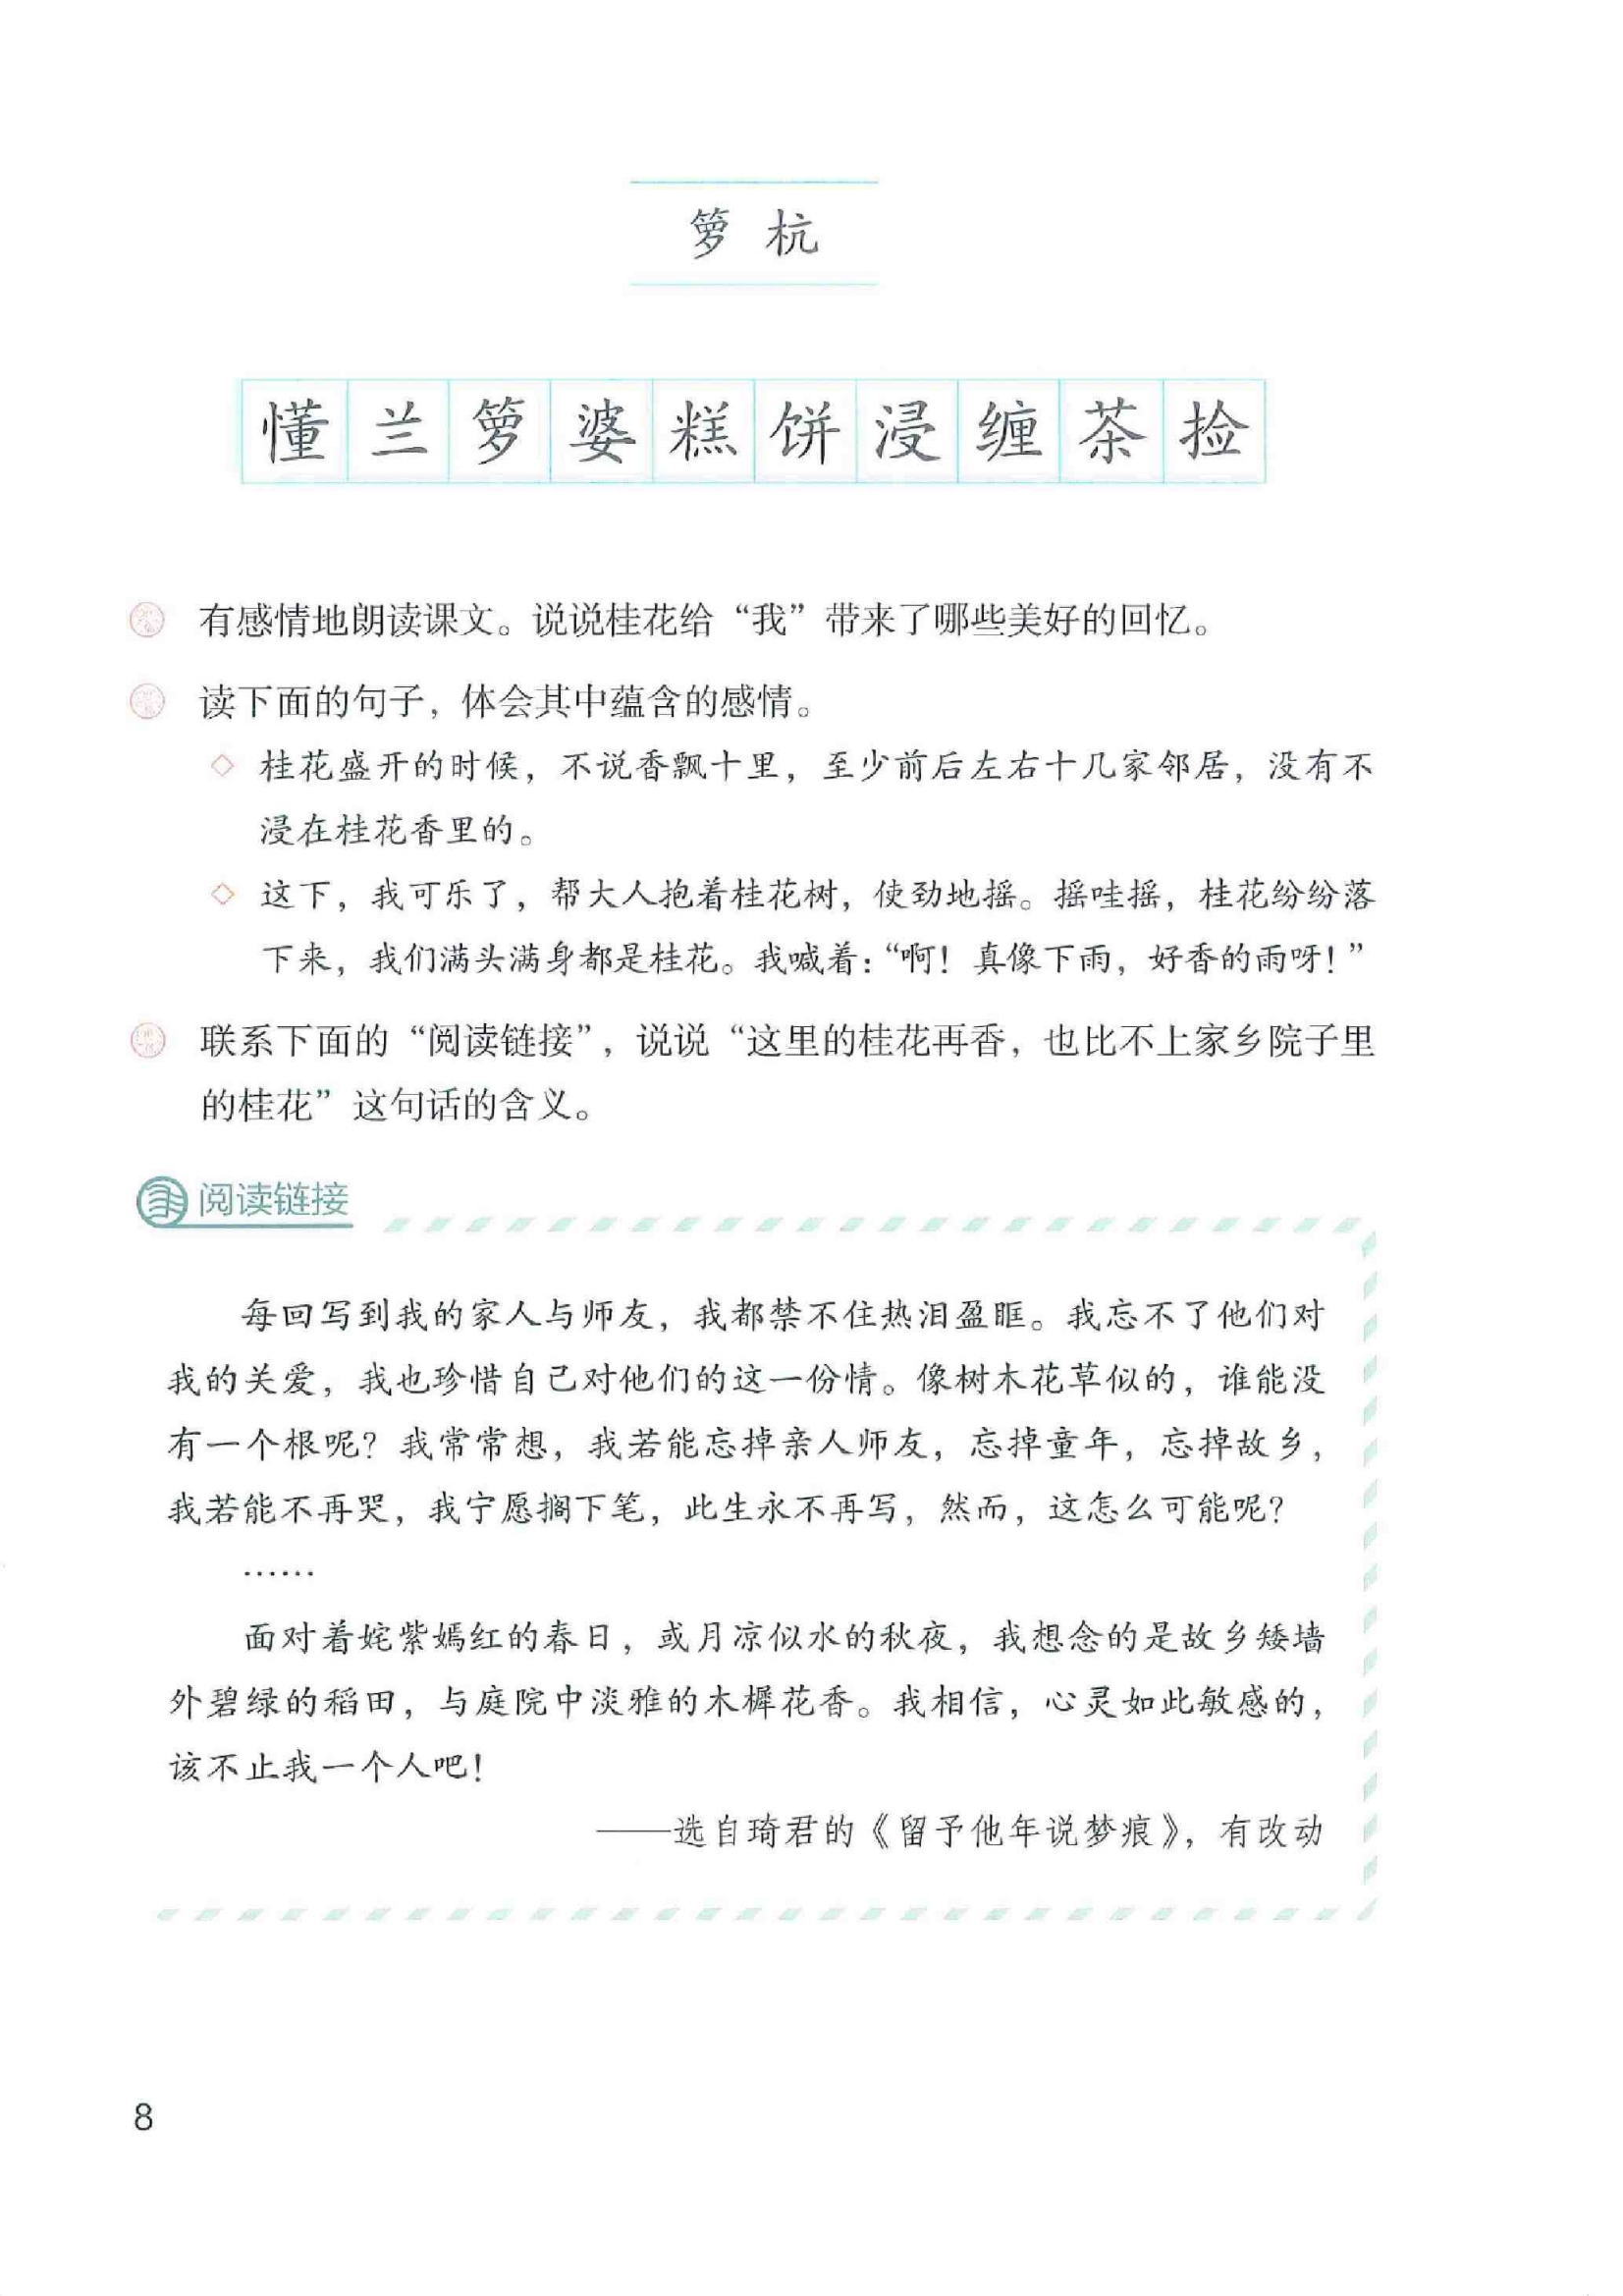 箩 杭
懂 兰 箩 婆 糕 饼 浸 缠 茶 捡
有感情地朗读课文。说说桂花给“我”带来了哪些美好的回忆。
读下面的句子，体会其中蕴含的感情。
◇ 桂花盛开的时候，不说香飘十里，至少前后左右十几家邻居，没有不
浸在桂花香里的。
◇ 这下，我可乐了，帮大人抱着桂花树，使劲地摇。摇哇摇，桂花纷纷落
下来，我们满头满身都是桂花。我喊着：“啊！真像下雨，好香的雨呀！”
联系下面的“阅读链接”，说说“这里的桂花再香，也比不上家乡院子里
的桂花”这句话的含义。
阅读链接
每回写到我的家人与师友，我都禁不住热泪盈眶。我忘不了他们对
我的关爱，我也珍惜自己对他们的这一份情。像树木花草似的，谁能没
有一个根呢？我常常想，我若能忘掉亲人师友，忘掉童年，忘掉故乡，
我若能不再哭，我宁愿搁下笔，此生永不再写，然而，这怎么可能呢？
……
面对着姹紫嫣红的春日，或月凉似水的秋夜，我想念的是故乡矮墙
外碧绿的稻田，与庭院中淡雅的木樨花香。我相信，心灵如此敏感的，
该不止我一个人吧！
——选自琦君的《留予他年说梦痕》，有改动
8